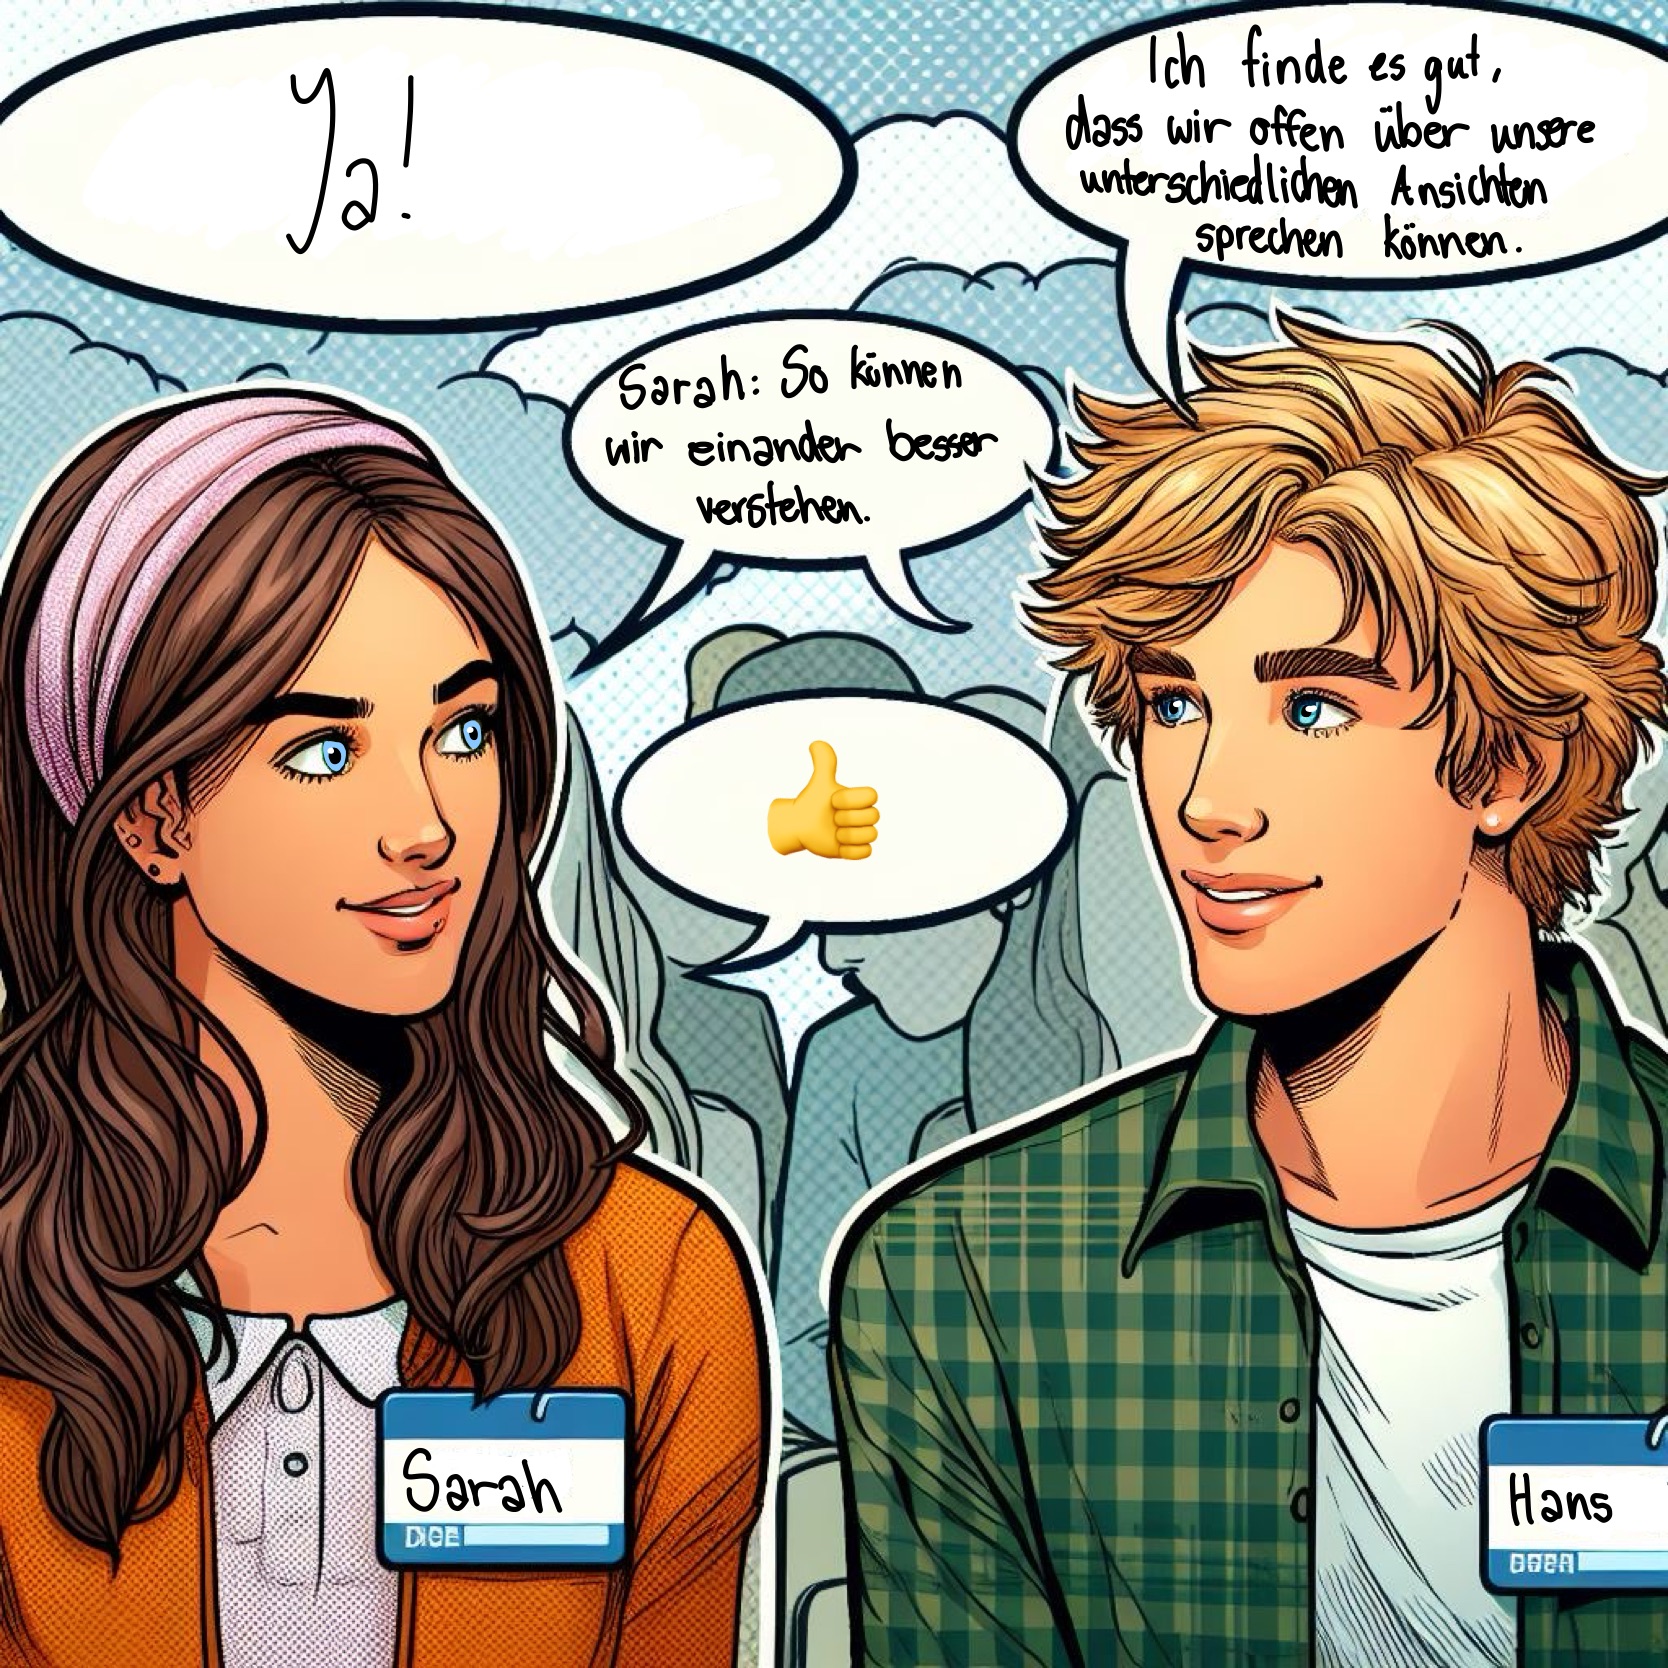 Ya!
Ich finde es gut,
dass wir offen über unsere
unterschiedlichen Ansichten
sprechen können.
Sarah: So können
wir einander besser
verstehen.
👍
Sarah
Hans